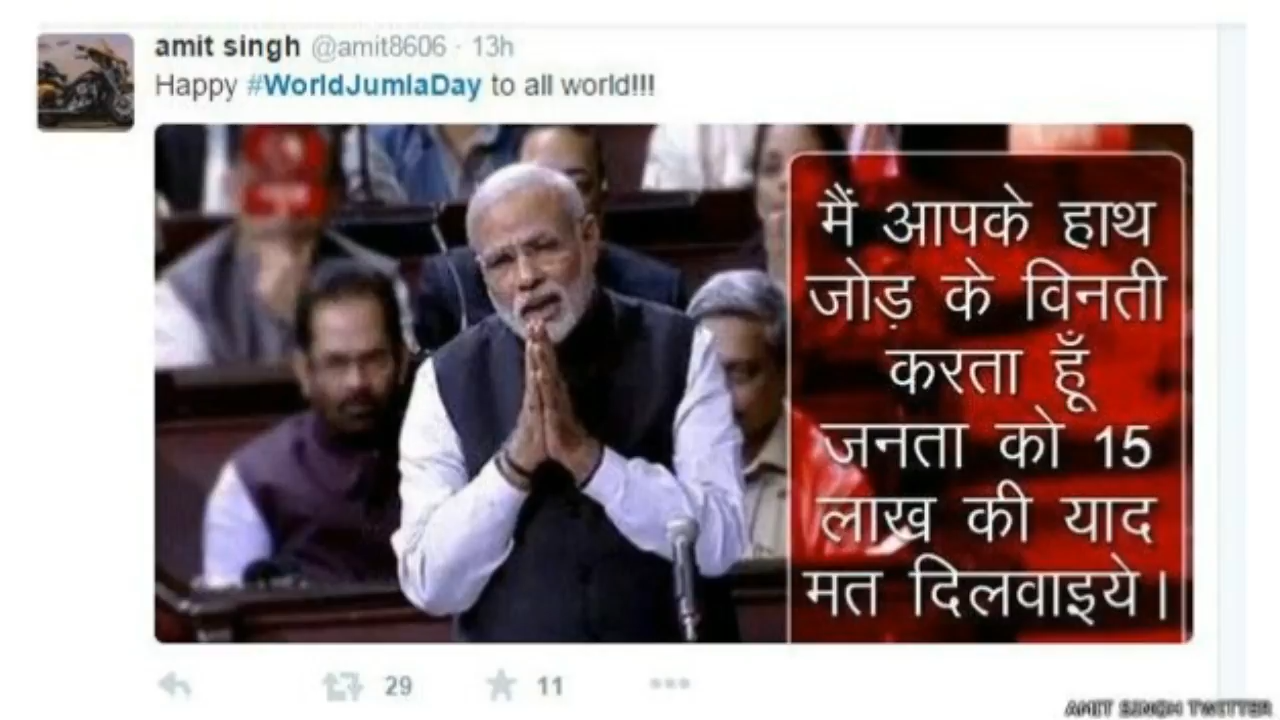 amit singh @amit8606 · 13h
Happy #WorldJumlaDay to all world!!!
मैं आपके हाथ
जोड़ के विनती
करता हूँ
जनता को 15
लाख की याद
मत दिलवाइये।
29 11
AMIT SINGH TWITTER